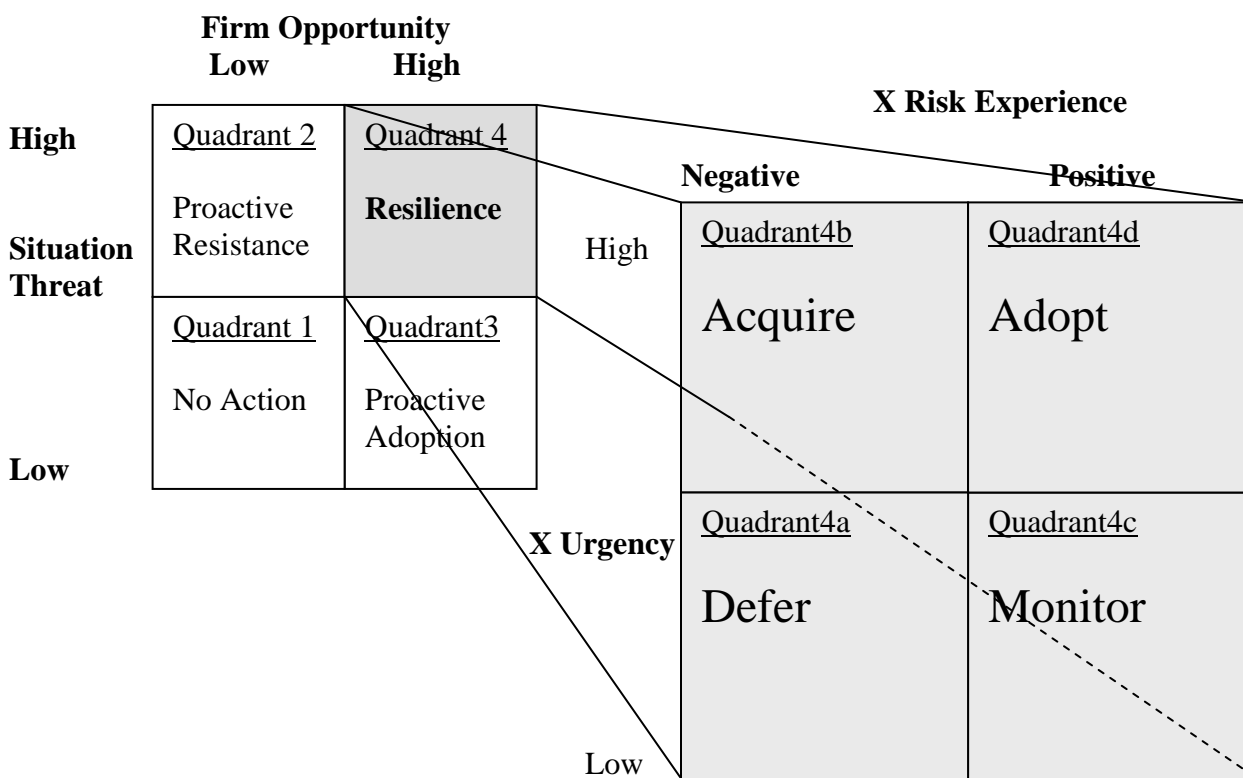 Firm Opportunity
Low High
X Risk Experience
High
Quadrant 2
Quadrant 4
Negative
Positive
Proactive
Resistance
Resilience
Situation
Threat
High
Quadrant4b
Quadrant4d
Acquire
Adopt
Quadrant 1
Quadrant3
No Action
Proactive
Adoption
Low
X Urgency
Quadrant4a
Quadrant4c
Defer
Monitor
Low